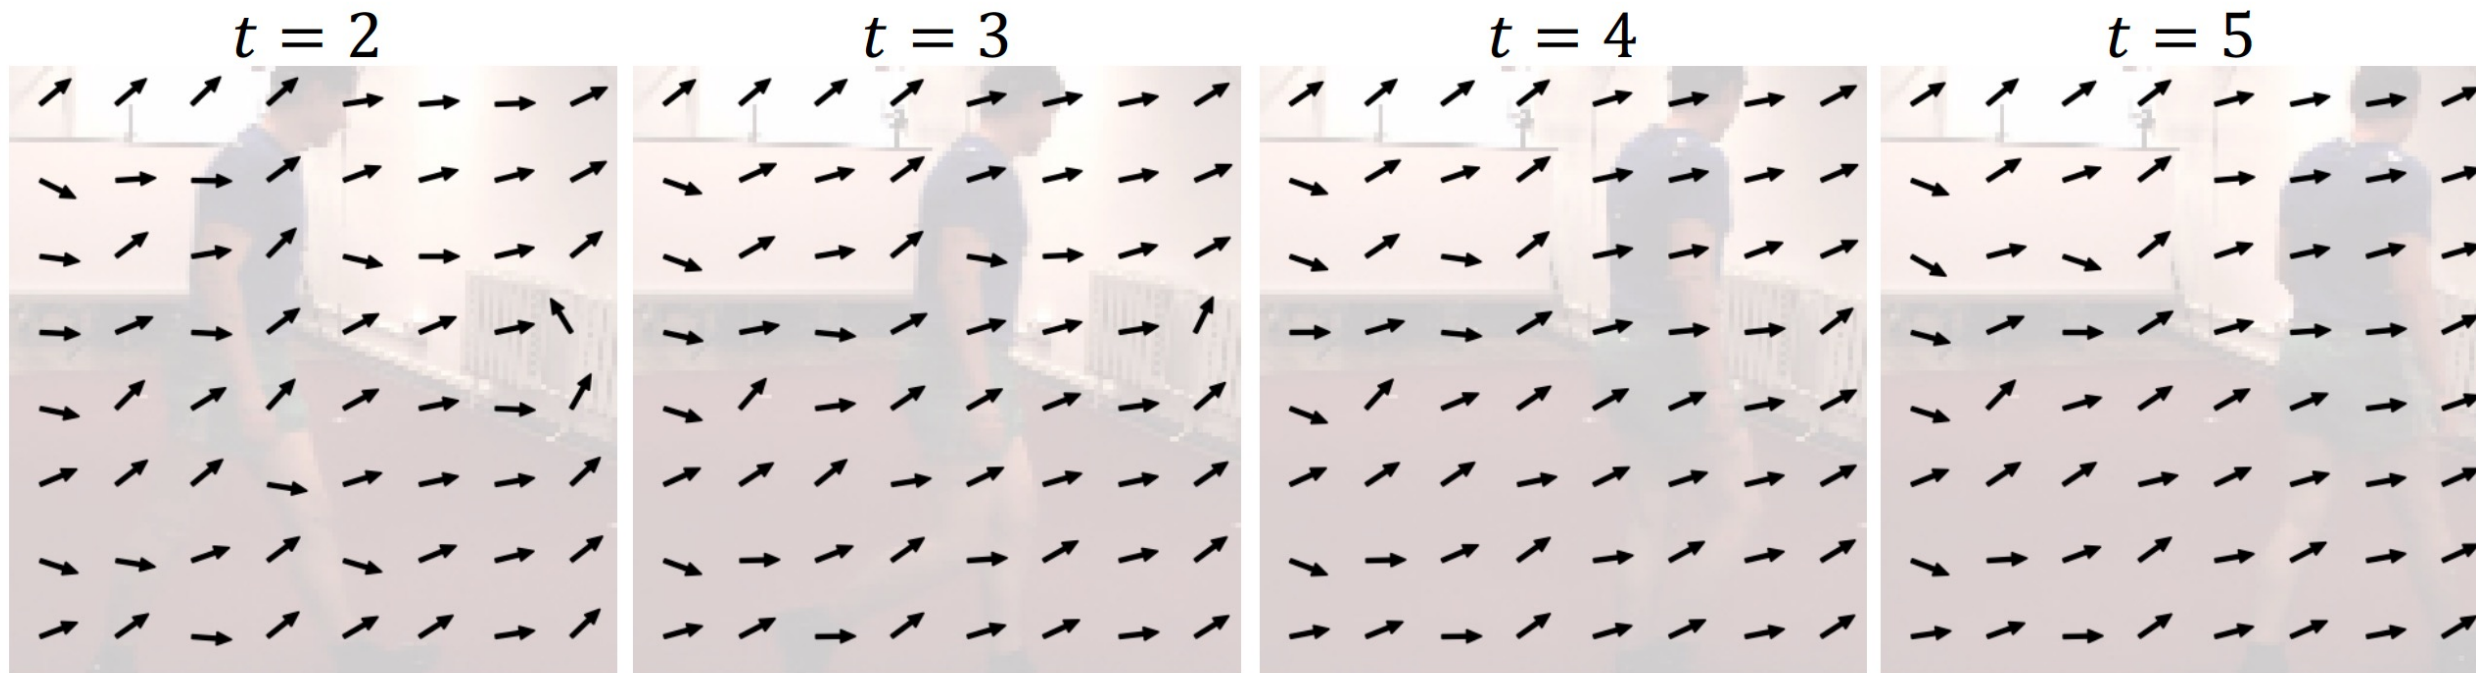 t = 2 t = 3 t = 4 t = 5